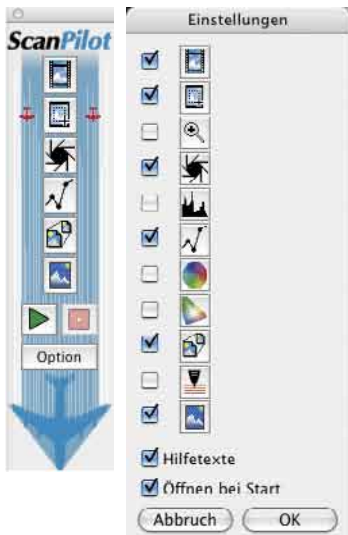 ScanPilot
Option
Einstellungen
Hilfetexte
Öffnen bei Start
Abbruch
OK